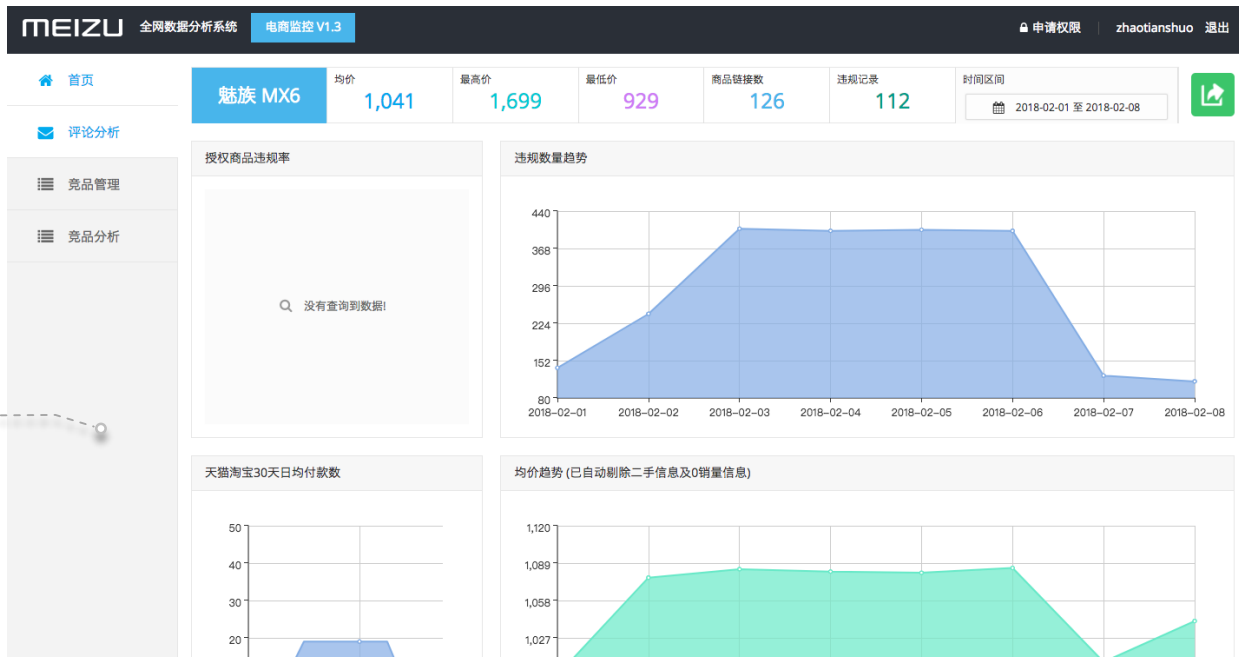 MEIZU 全网数据分析系统 电商监控 V1.3 申请权限 zhaotianshuo 退出
首页
评论分析
竞品管理
竞品分析
魅族 MX6
均价
1,041
最高价
1,699
最低价
929
商品链接数
126
违规记录
112
时间区间
2018-02-01 至 2018-02-08
授权商品违规率
没有查询到数据!
违规数量趋势
440
368
296
224
152
80
2018-02-01 2018-02-02 2018-02-03 2018-02-04 2018-02-05 2018-02-06 2018-02-07 2018-02-08
天猫淘宝30天日均付款数
50
40
30
20
均价趋势 (已自动剔除二手信息及0销量信息)
1,120
1,089
1,058
1,027